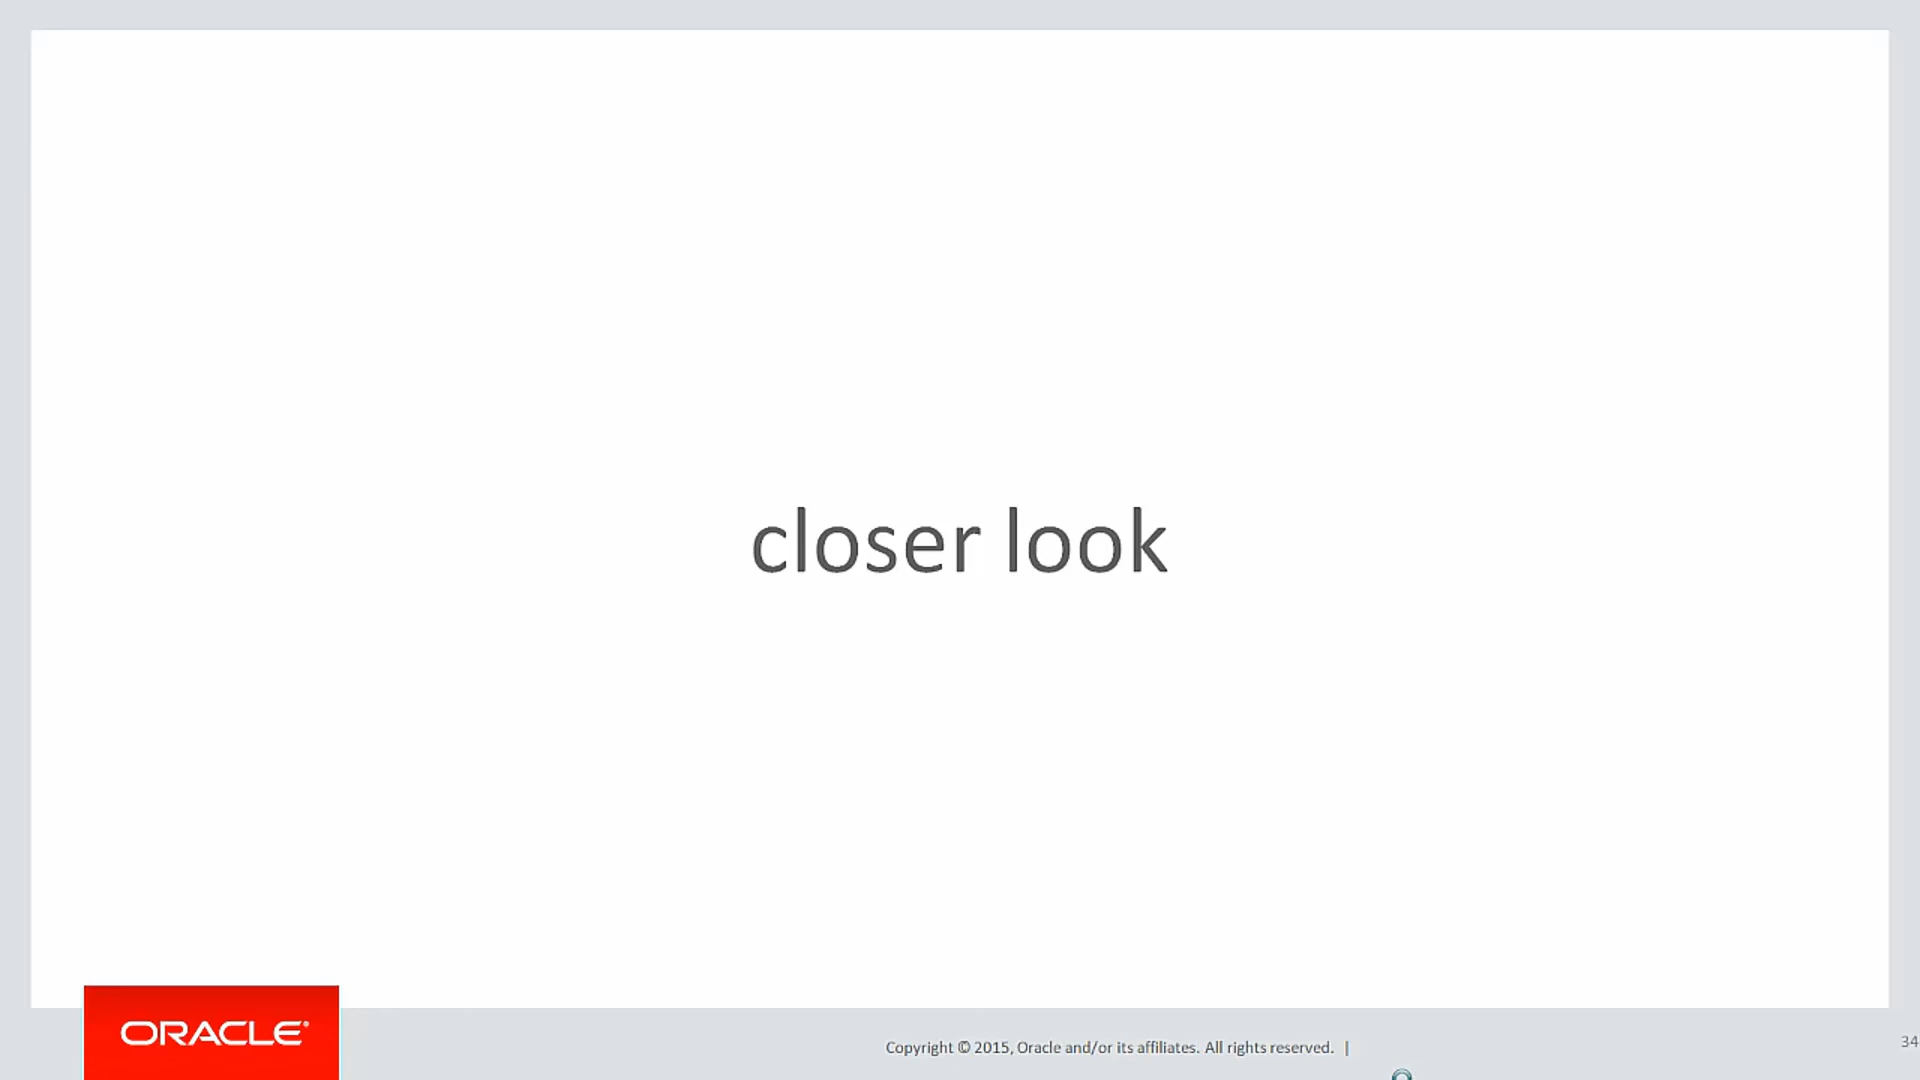 closer look
ORACLE®
Copyright © 2015, Oracle and/or its affiliates. All rights reserved. |
34